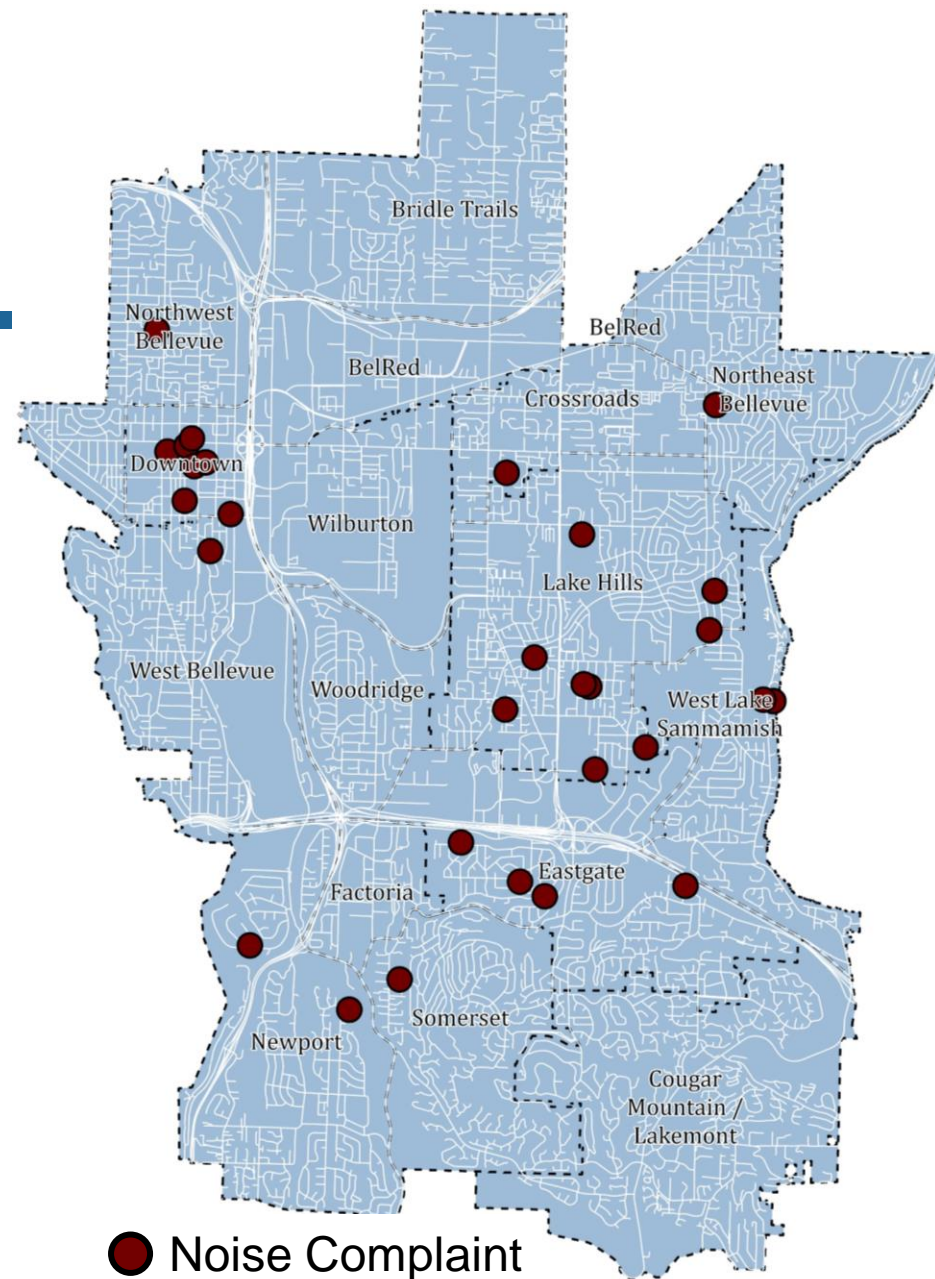 Bridle Trails
Northwest
Bellevue
BelRed
BelRed
Northeast
Bellevue
Crossroads
Downtown
Wilburton
Lake Hills
West Bellevue
Woodridge
West Lake
Sammamish
Eastgate
Factoria
Somerset
Newport
Cougar
Mountain /
Lakemont
Noise Complaint